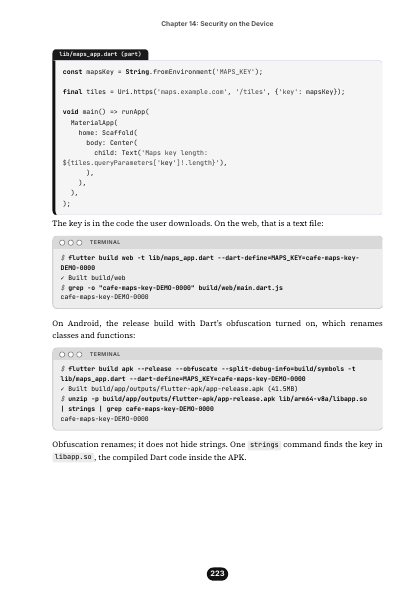 Chapter 14: Security on the Device
lib/maps_app.dart (part)
const mapsKey = String.fromEnvironment('MAPS_KEY');
final tiles = Uri.https('maps.example.com', '/tiles', {'key': mapsKey});
void main() => runApp(
MaterialApp(
home: Scaffold(
body: Center(
child: Text('Maps key length:
${tiles.queryParameters['key']!.length}'),
),
),
),
);
The key is in the code the user downloads. On the web, that is a text file:
TERMINAL
$ flutter build web -t lib/maps_app.dart --dart-define=MAPS_KEY=cafe-maps-key-
DEMO-0000
✓ Built build/web
$ grep -o "cafe-maps-key-DEMO-0000" build/web/main.dart.js
cafe-maps-key-DEMO-0000
On Android, the release build with Dart's obfuscation turned on, which renames
classes and functions:
TERMINAL
$ flutter build apk --release --obfuscate --split-debug-info=build/symbols -t
lib/maps_app.dart --dart-define=MAPS_KEY=cafe-maps-key-DEMO-0000
✓ Built build/app/outputs/flutter-apk/app-release.apk (41.5MB)
$ unzip -p build/app/outputs/flutter-apk/app-release.apk lib/arm64-v8a/libapp.so
| strings | grep cafe-maps-key-DEMO-0000
cafe-maps-key-DEMO-0000
Obfuscation renames; it does not hide strings. One strings command finds the key in
libapp.so, the compiled Dart code inside the APK.
223